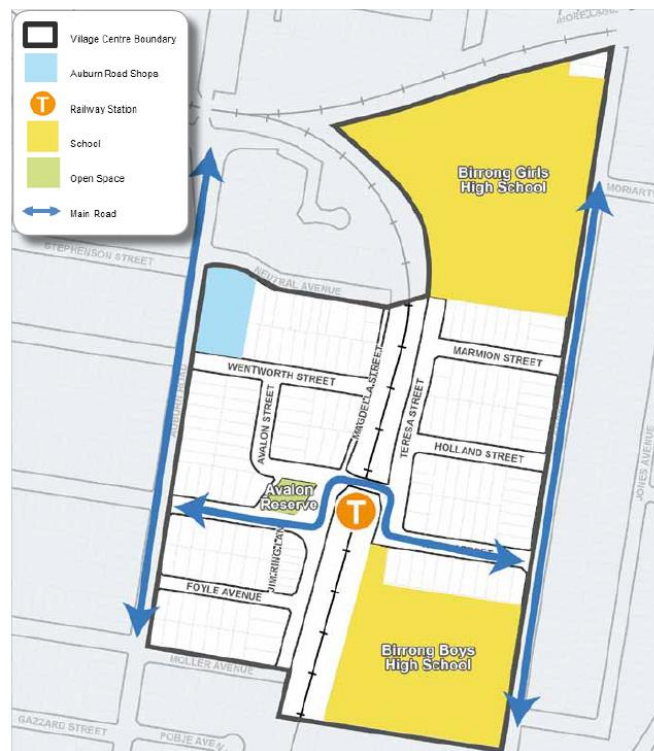 Village Centre Boundary
Auburn Road Shops
T
Railway Station
School
Open Space
Main Road
Birrong Girls
High School
STEPHENSON STREET
NEUTRAL AVENUE
MARMION STREET
WENTWORTH STREET
MAGDELLA STREET
TERESA STREET
AVALON STREET
HOLLAND STREET
AUBURN ROAD
JONES AVENUE
Avalon
Reserve
T
FOYLE AVENUE
Birrong Boys
High School
MOLLER AVENUE
GAZZARD STREET
POBJE AVEN